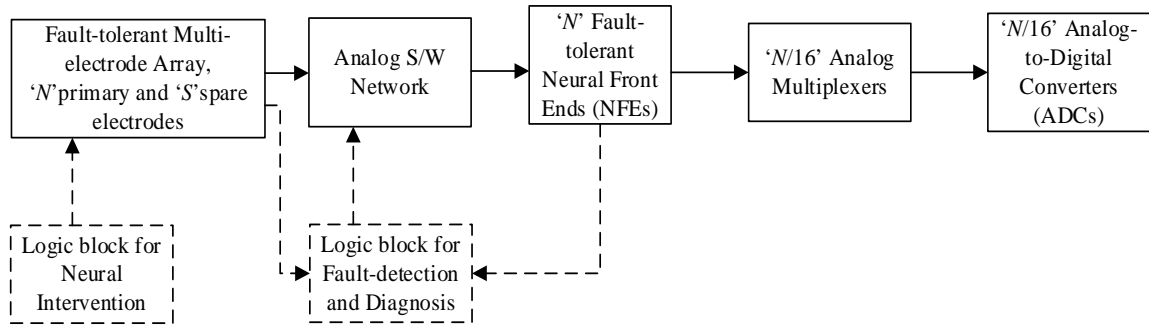 Fault-tolerant Multi-
electrode Array,
‘N’primary and ‘S’spare
electrodes
Analog S/W
Network
‘N’ Fault-
tolerant
Neural Front
Ends (NFEs)
‘N/16’ Analog
Multiplexers
‘N/16’ Analog-
to-Digital
Converters
(ADCs)
Logic block for
Neural
Intervention
Logic block for
Fault-detection
and Diagnosis